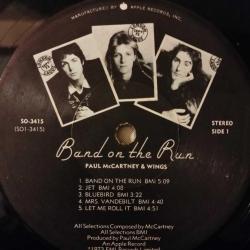 MANUFACTURED BY APPLE RECORDS, INC.
SO-3415
(SO1-3415)
STEREO
SIDE 1
Band on the Run
PAUL McCARTNEY & WINGS
1 BAND ON THE RUN BMI 5:09
2 JET BMI 4:08
3 BLUEBIRD BMI 3:22
4 MRS. VANDEBILT BMI 4:40
5 LET ME ROLL IT BMI 4:51
All Selections Composed by McCartney
All Selections BMI
Produced by Paul McCartney
An Apple Record